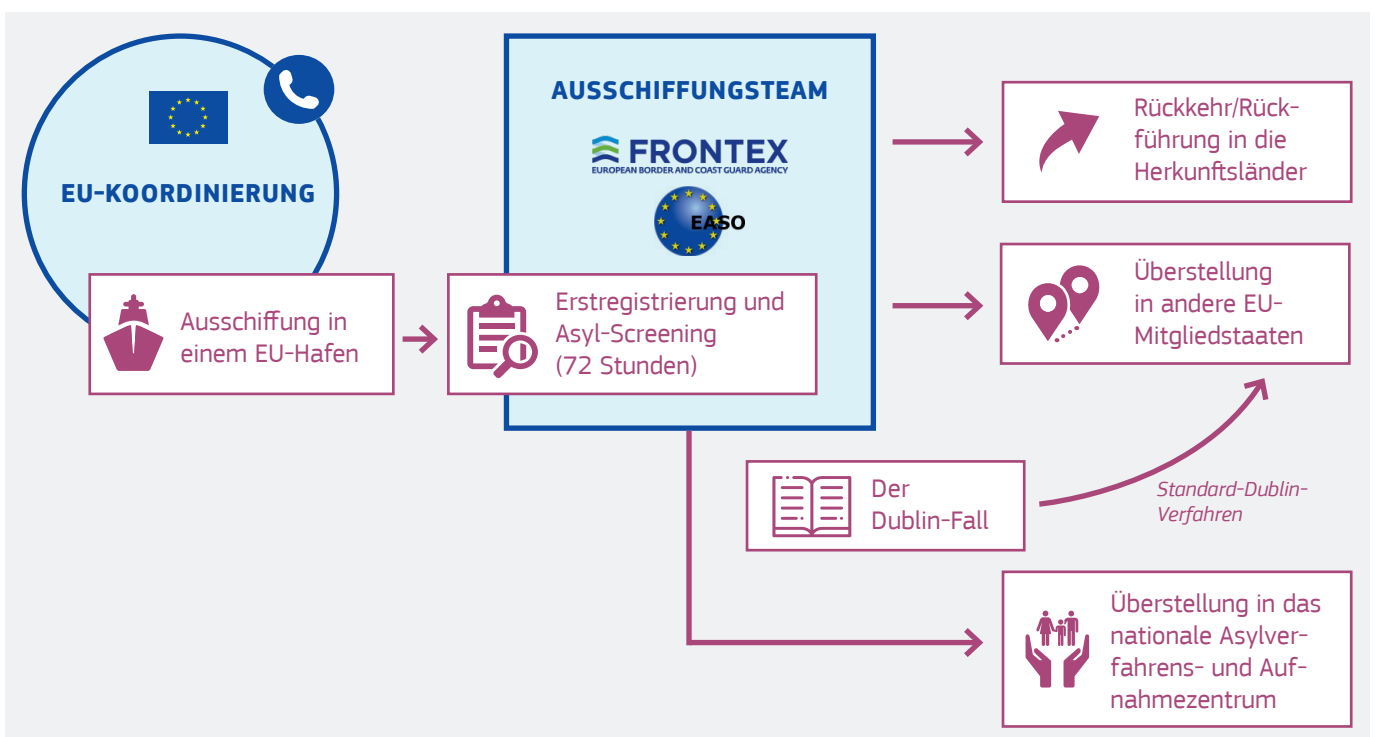 EU-KOORDINIERUNG
Ausschiffung in
einem EU-Hafen
AUSSCHIFFUNGSTEAM
FRONTEX
EUROPEAN BORDER AND COAST GUARD AGENCY
EASO
Erstregistrierung und
Asyl-Screening
(72 Stunden)
Rückkehr/Rück-
führung in die
Herkunftsländer
Überstellung
in andere EU-
Mitgliedstaaten
Der
Dublin-Fall
Standard-Dublin-
Verfahren
Überstellung in das
nationale Asylver-
fahrens- und Auf-
nahmezentrum